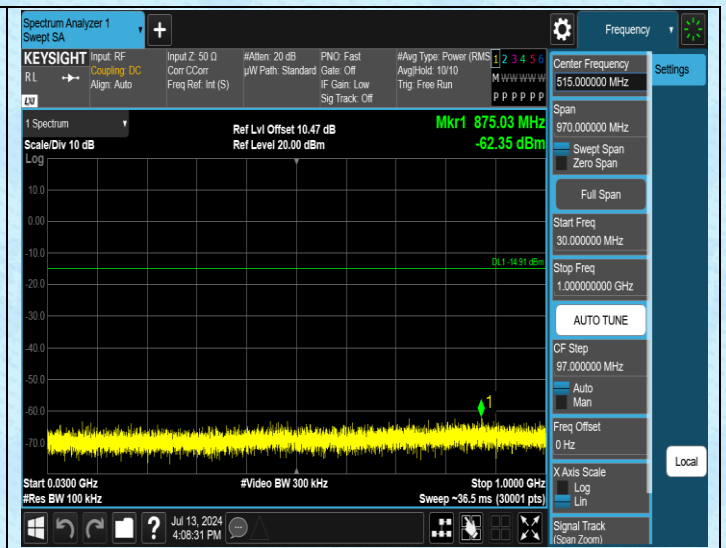 Spectrum Analyzer 1
Swept SA
+
Frequency
KEYSIGHT
RL
LXI
Input: RF
Coupling: DC
Align: Auto
Input Z: 50 Ω
Corr CCorr
Freq Ref: Int (S)
#Atten: 20 dB
µW Path: Standard
PNO: Fast
Gate: Off
IF Gain: Low
Sig Track: Off
#Avg Type: Power (RMS
Avg|Hold: 10/10
Trig: Free Run
1 2 3 4 5 6
M W W W W W
P P P P P P
1 Spectrum
Scale/Div 10 dB
Log
Ref Lvl Offset 10.47 dB
Ref Level 20.00 dBm
Mkr1 875.03 MHz
-62.35 dBm
10.0
0.00
-10.0
DL1 -14.91 dBm
-20.0
-30.0
-40.0
-50.0
-60.0
1
-70.0
Start 0.0300 GHz
#Res BW 100 kHz
#Video BW 300 kHz
Stop 1.0000 GHz
Sweep ~36.5 ms (30001 pts)
?
Jul 13, 2024
4:08:31 PM
Center Frequency
515.000000 MHz
Span
970.000000 MHz
Swept Span
Zero Span
Full Span
Start Freq
30.000000 MHz
Stop Freq
1.000000000 GHz
AUTO TUNE
CF Step
97.000000 MHz
Auto
Man
Freq Offset
0 Hz
X Axis Scale
Log
Lin
Signal Track
(Span Zoom)
Settings
Local